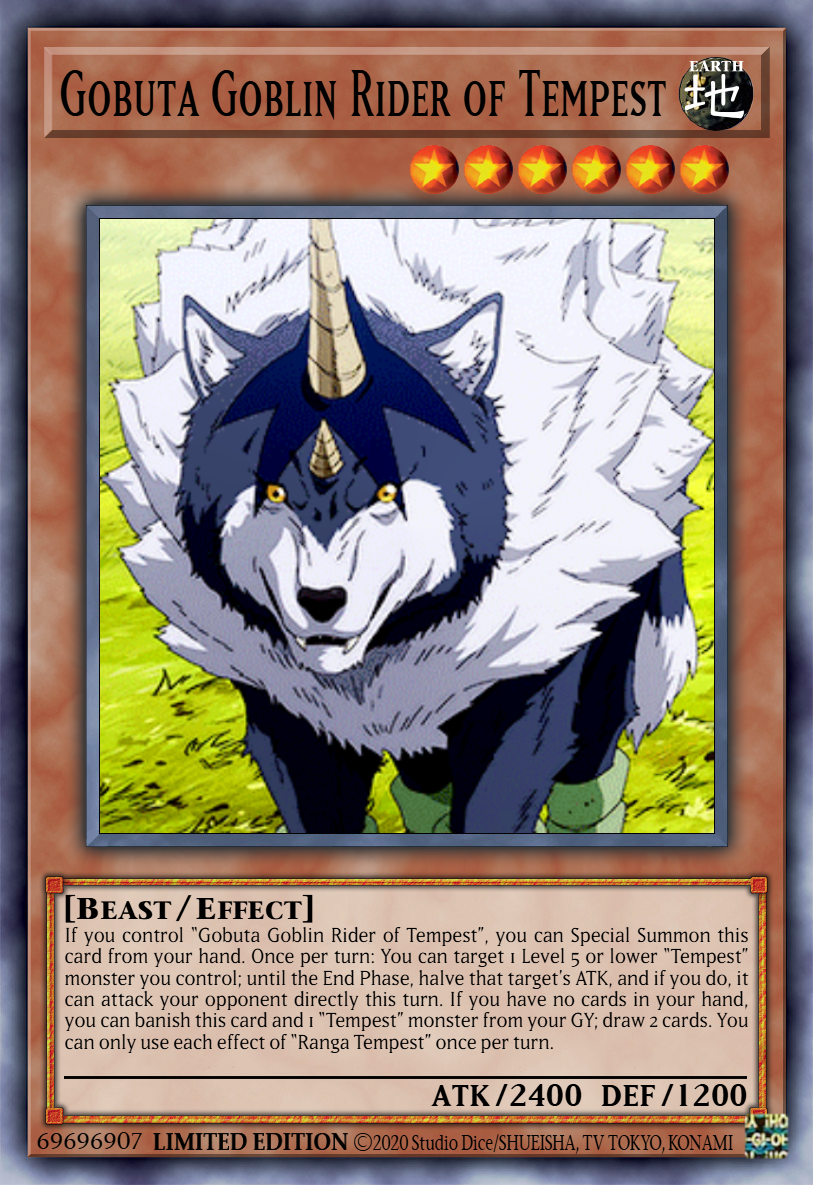 Gobuta Goblin Rider of Tempest
EARTH
地
[Beast/Effect]
If you control "Gobuta Goblin Rider of Tempest", you can Special Summon this
card from your hand. Once per turn: You can target 1 Level 5 or lower "Tempest"
monster you control; until the End Phase, halve that target's ATK, and if you do, it
can attack your opponent directly this turn. If you have no cards in your hand,
you can banish this card and 1 "Tempest" monster from your GY; draw 2 cards. You
can only use each effect of "Ranga Tempest" once per turn.
ATK/2400 DEF/1200
69696907 LIMITED EDITION ©2020 Studio Dice/SHUEISHA, TV TOKYO, KONAMI